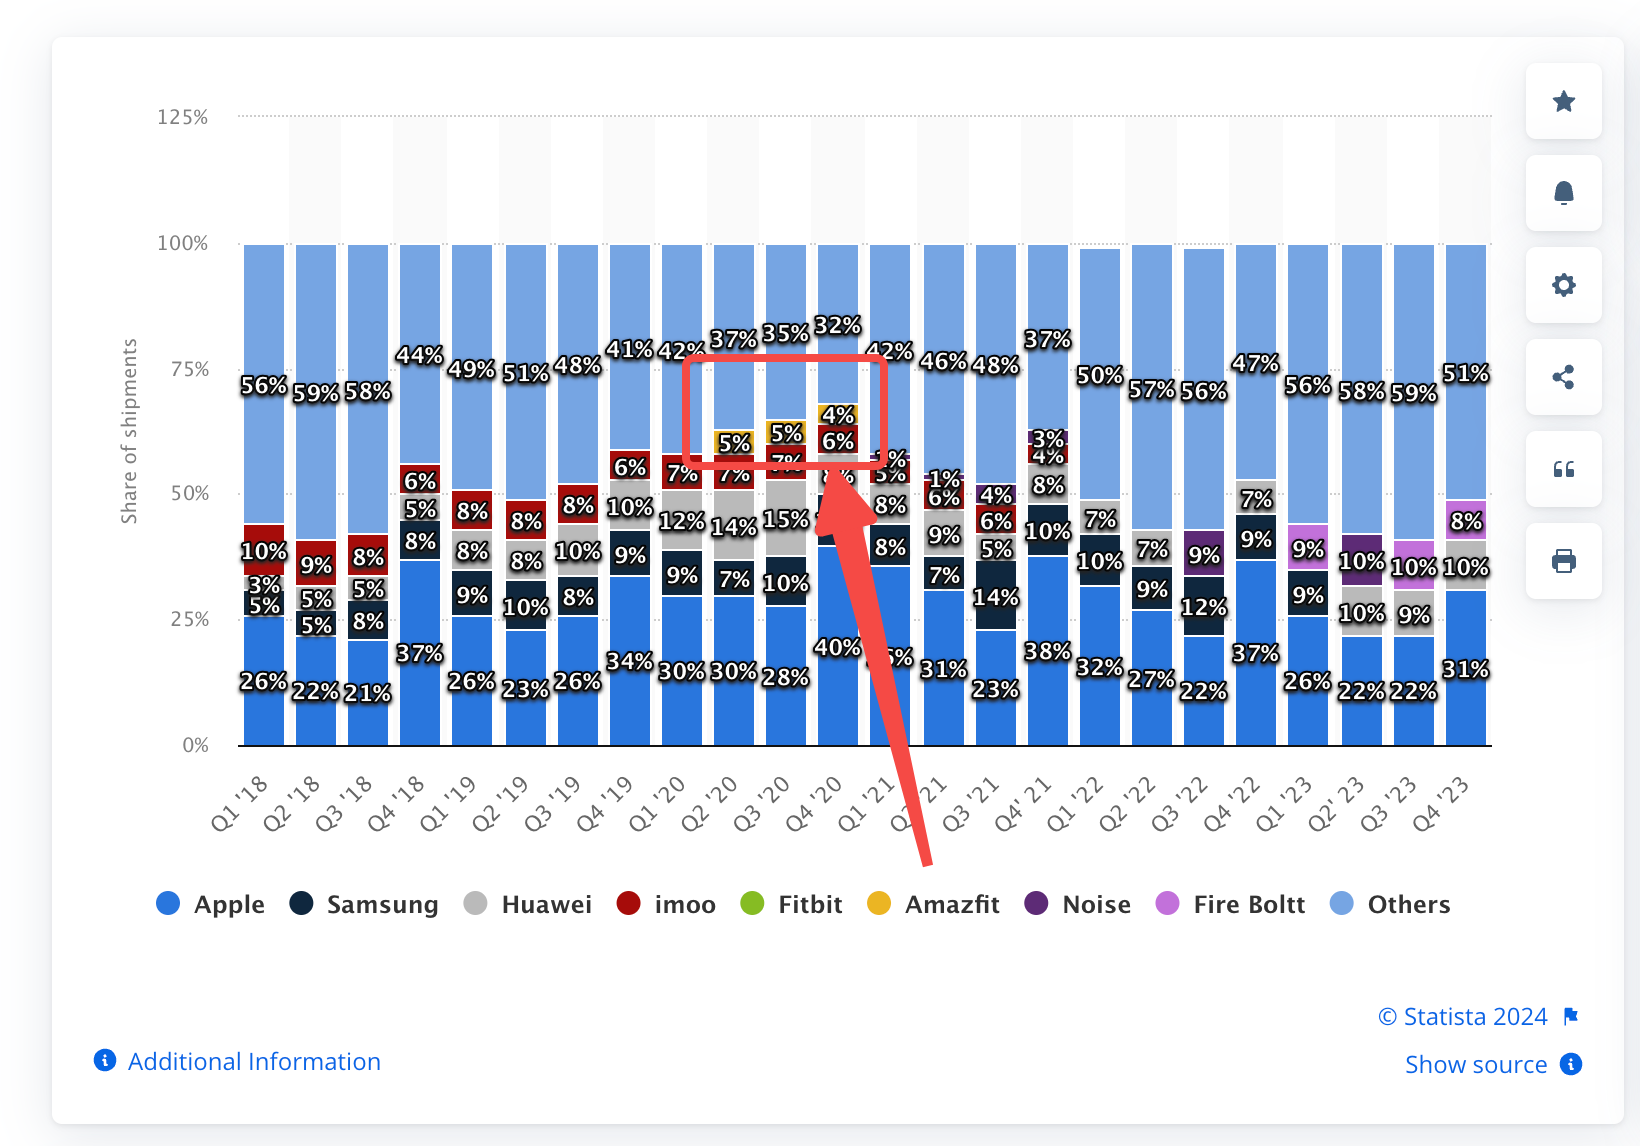 125%
100%
75%
50%
25%
0%
Share of shipments
56% 59% 58% 44% 49% 51% 48% 41% 42% 37% 35% 32% 42% 46% 48% 37% 50% 57% 56% 47% 56% 58% 59% 51%
3% 1% 4% 3% 9% 9% 10% 10% 8%
5% 5% 4%
10% 9% 8% 6% 8% 8% 8% 6% 7% 7% 7% 6% 5% 6% 6% 4%
3% 5% 5% 5% 8% 8% 10% 10% 12% 14% 15% 8% 8% 9% 5% 8% 7% 7% 7% 10% 9% 10%
5% 5% 8% 8% 9% 10% 8% 9% 9% 7% 10% 8% 7% 14% 10% 10% 9% 12% 9% 9%
26% 22% 21% 37% 26% 23% 26% 34% 30% 30% 28% 40% 31% 23% 38% 32% 27% 22% 37% 26% 22% 22% 31%
Q1 '18 Q2 '18 Q3 '18 Q4 '18 Q1 '19 Q2 '19 Q3 '19 Q4 '19 Q1 '20 Q2 '20 Q3 '20 Q4 '20 Q1 '21 Q2 '21 Q3 '21 Q4' 21 Q1 '22 Q2 '22 Q3 '22 Q4 '22 Q1 '23 Q2' 23 Q3 '23 Q4 '23
Apple Samsung Huawei imoo Fitbit Amazfit Noise Fire Boltt Others
© Statista 2024
Additional Information
Show source